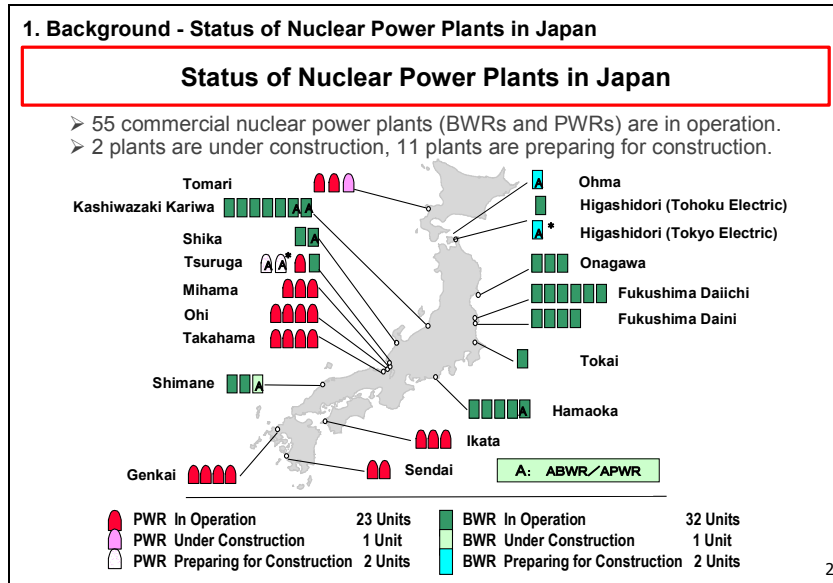 1. Background - Status of Nuclear Power Plants in Japan
Status of Nuclear Power Plants in Japan
➢ 55 commercial nuclear power plants (BWRs and PWRs) are in operation.
➢ 2 plants are under construction, 11 plants are preparing for construction.
Tomari
Kashiwazaki Kariwa A A
Shika A
Tsuruga A A *
Mihama
Ohi
Takahama
Shimane A
Genkai
A Ohma
Higashidori (Tohoku Electric)
A * Higashidori (Tokyo Electric)
Onagawa
Fukushima Daiichi
Fukushima Daini
Tokai
A Hamaoka
Ikata
Sendai
A: ABWR／APWR
PWR In Operation 23 Units
PWR Under Construction 1 Unit
PWR Preparing for Construction 2 Units
BWR In Operation 32 Units
BWR Under Construction 1 Unit
BWR Preparing for Construction 2 Units
2